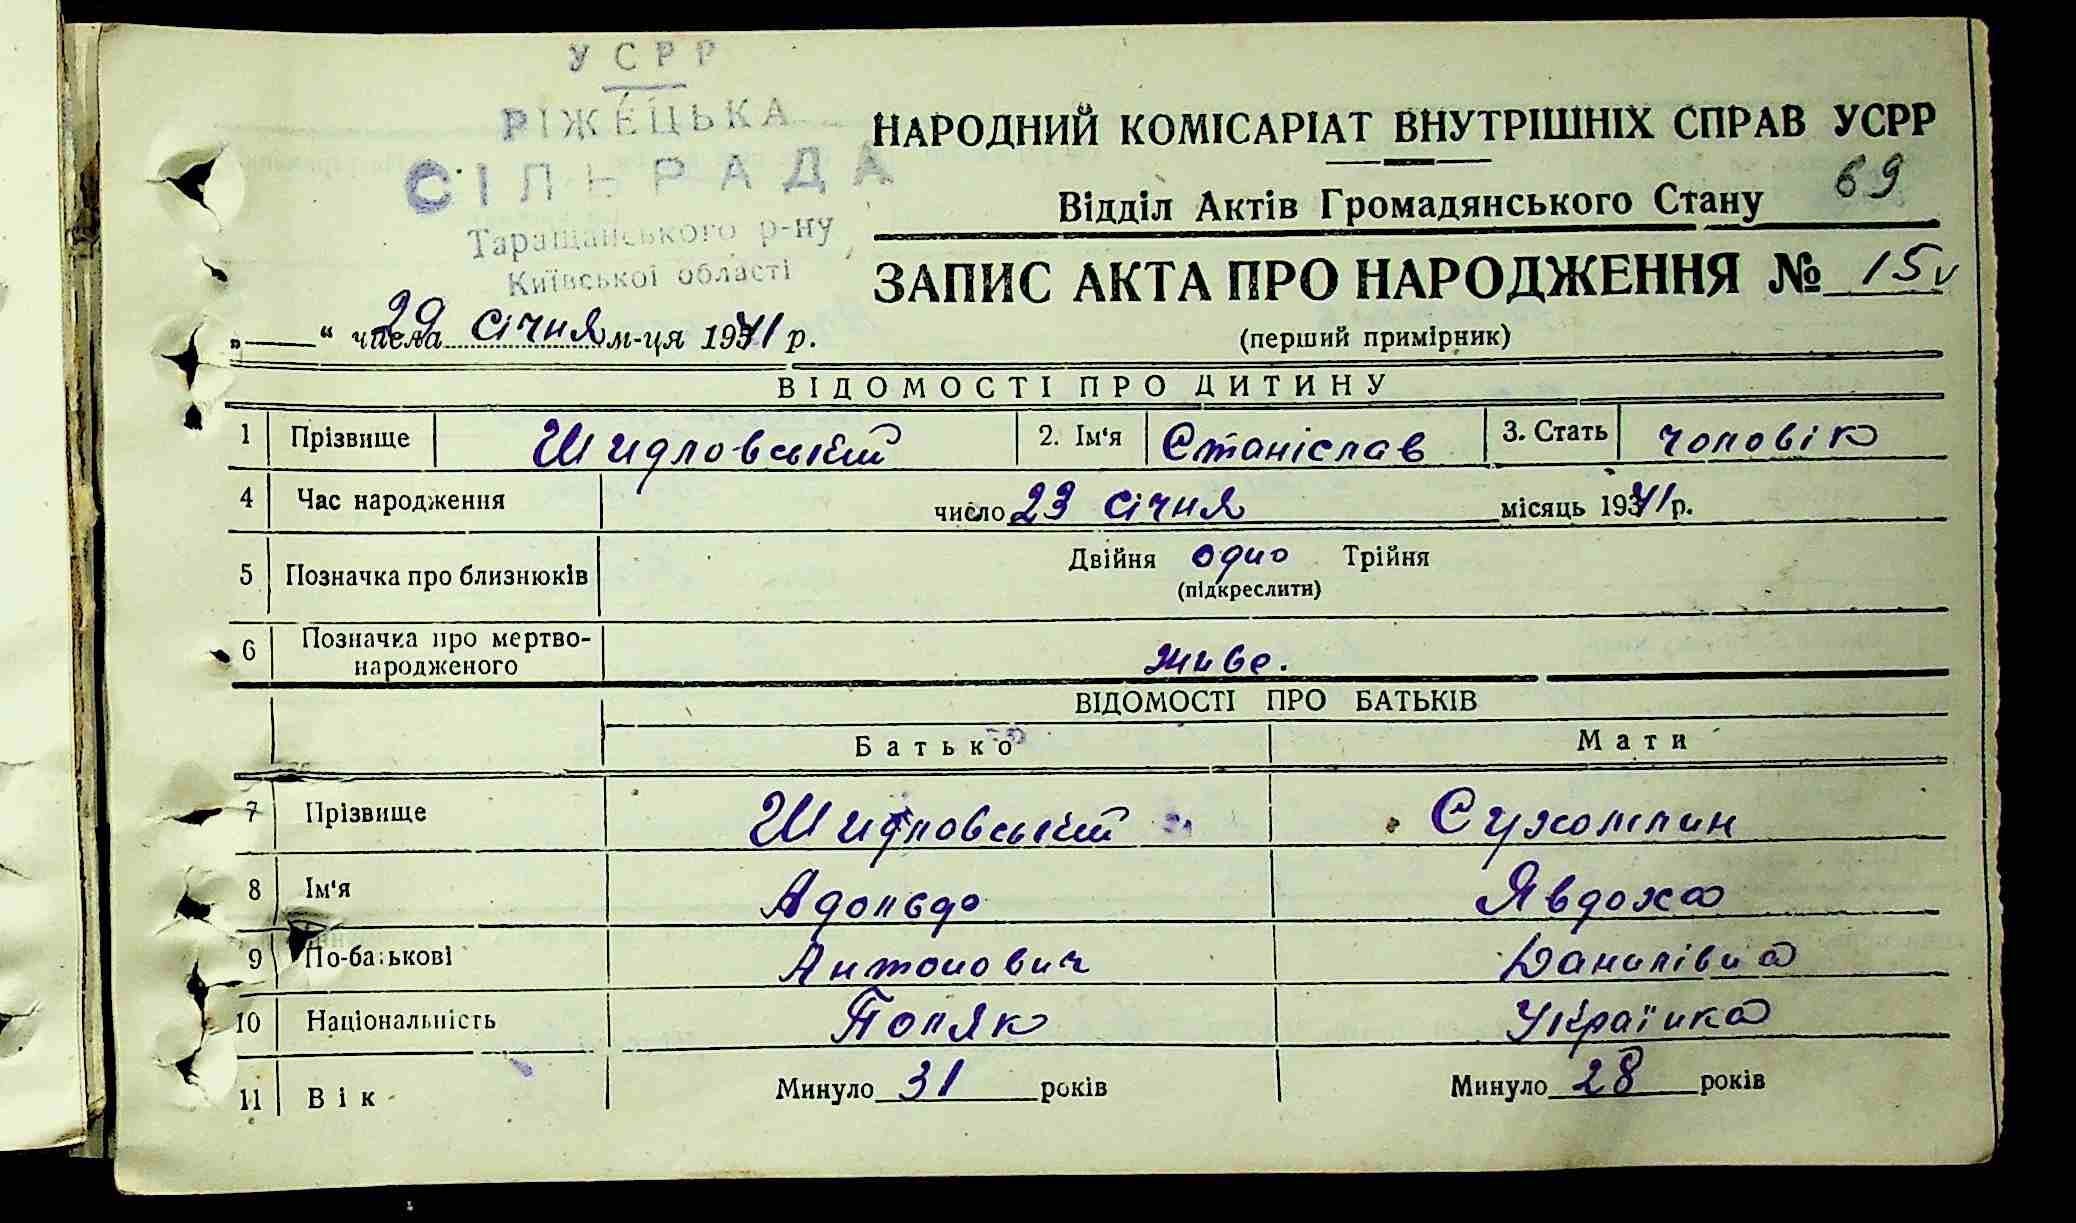 УСРР
РІЖЕЦЬКА
СІЛЬРАДА
Таращанського р-ну
Київської області
НАРОДНИЙ КОМІСАРІАТ ВНУТРІШНІХ СПРАВ УСРР
69
Відділ Актів Громадянського Стану
ЗАПИС АКТА ПРО НАРОДЖЕННЯ № 15
(перший примірник)
„ “ числа 29 січня м-ця 1941 р.
ВІДОМОСТІ ПРО ДИТИНУ
1 Прізвище Шидловський 2. Ім'я Станіслав 3. Стать чоловік
4 Час народження число 23 січня місяць 1941 р.
5 Позначка про близнюків Двійня одно Трійня
(підкреслити)
6 Позначка про мертво-
народженого живе.
ВІДОМОСТІ ПРО БАТЬКІВ
Батько Мати
7 Прізвище Шидловський Сухомлин
8 Ім'я Адольф Явдоха
9 По-батькові Антонович Данилівна
10 Національність Поляк Українка
11 Вік Минуло 31 років Минуло 28 років